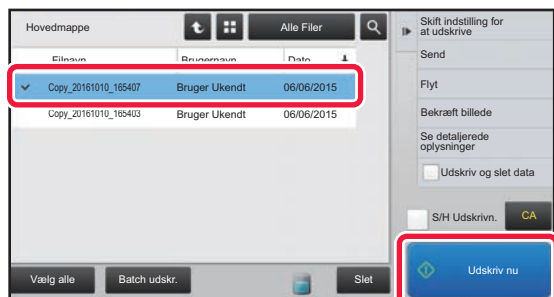 Hovedmappe
Alle Filer
Filnavn Brugernavn Dato
Copy_20161010_165407 Bruger Ukendt 06/06/2015
Copy_20161010_165403 Bruger Ukendt 06/06/2015
Vælg alle
Batch udskr.
Slet
Skift indstilling for
at udskrive
Send
Flyt
Bekræft billede
Se detaljerede
oplysninger
Udskriv og slet data
S/H Udskrivn.
CA
Udskriv nu